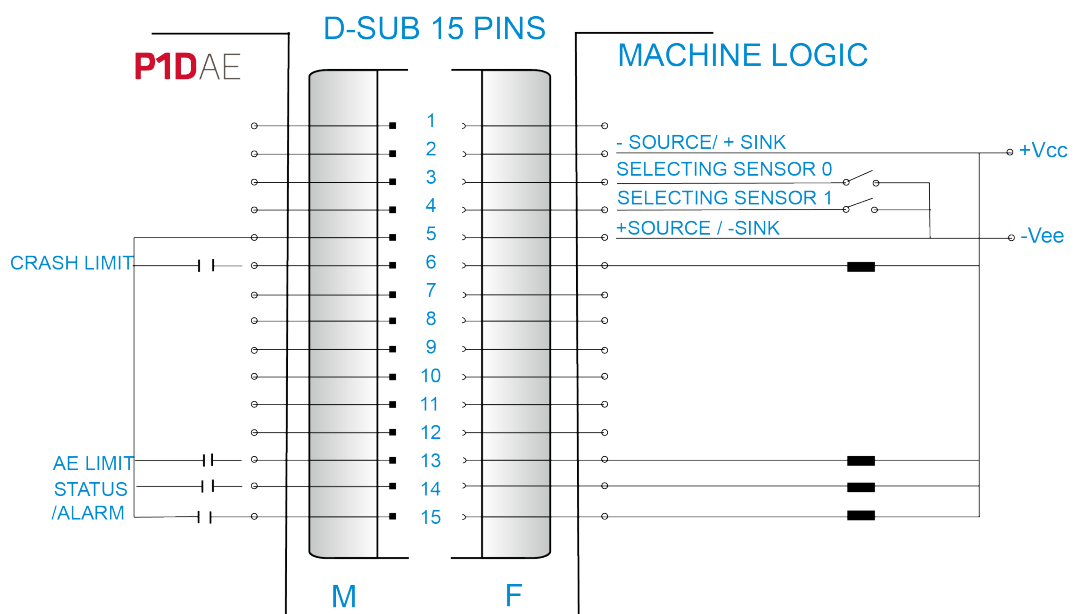 D-SUB 15 PINS
P1DAE
MACHINE LOGIC
1
2
- SOURCE/ + SINK
+Vcc
3
SELECTING SENSOR 0
4
SELECTING SENSOR 1
5
+SOURCE / -SINK
-Vee
CRASH LIMIT
6
7
8
9
10
11
12
AE LIMIT
13
STATUS
14
/ALARM
15
M
F